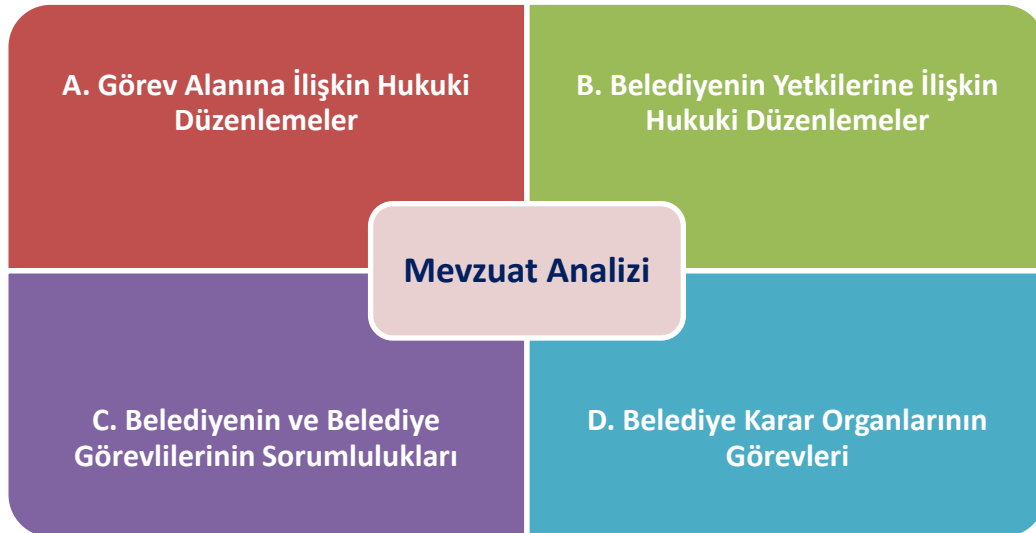 A. Görev Alanına İlişkin Hukuki
Düzenlemeler
B. Belediyenin Yetkilerine İlişkin
Hukuki Düzenlemeler
Mevzuat Analizi
C. Belediyenin ve Belediye
Görevlilerinin Sorumlulukları
D. Belediye Karar Organlarının
Görevleri